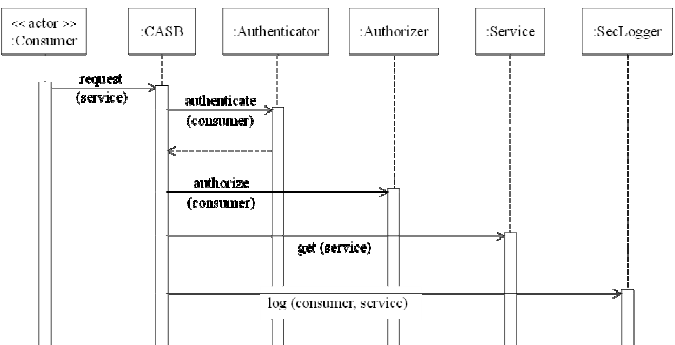 << actor >>
:Consumer
:CASB
:Authenticator
:Authorizer
:Service
:SecLogger
request
(service)
authenticate
(consumer)
authorize
(consumer)
get (service)
log (consumer, service)